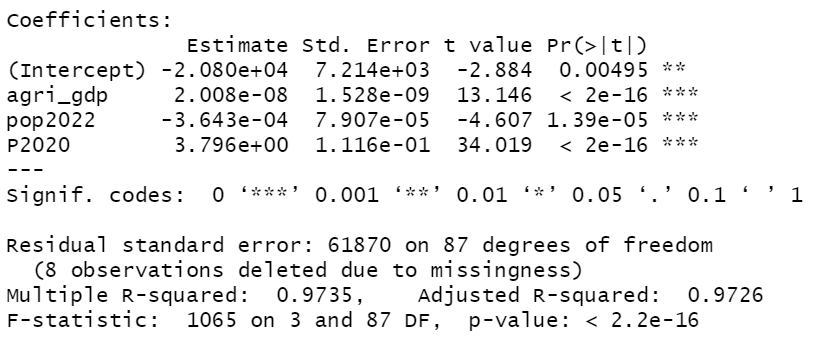 Coefficients:
Estimate Std. Error t value Pr(>|t|)
(Intercept) -2.080e+04 7.214e+03 -2.884 0.00495 **
agri_gdp 2.008e-08 1.528e-09 13.146 < 2e-16 ***
pop2022 -3.643e-04 7.907e-05 -4.607 1.39e-05 ***
P2020 3.796e+00 1.116e-01 34.019 < 2e-16 ***
---
Signif. codes: 0 ‘***’ 0.001 ‘**’ 0.01 ‘*’ 0.05 ‘.’ 0.1 ‘ ’ 1
Residual standard error: 61870 on 87 degrees of freedom
(8 observations deleted due to missingness)
Multiple R-squared: 0.9735, Adjusted R-squared: 0.9726
F-statistic: 1065 on 3 and 87 DF, p-value: < 2.2e-16